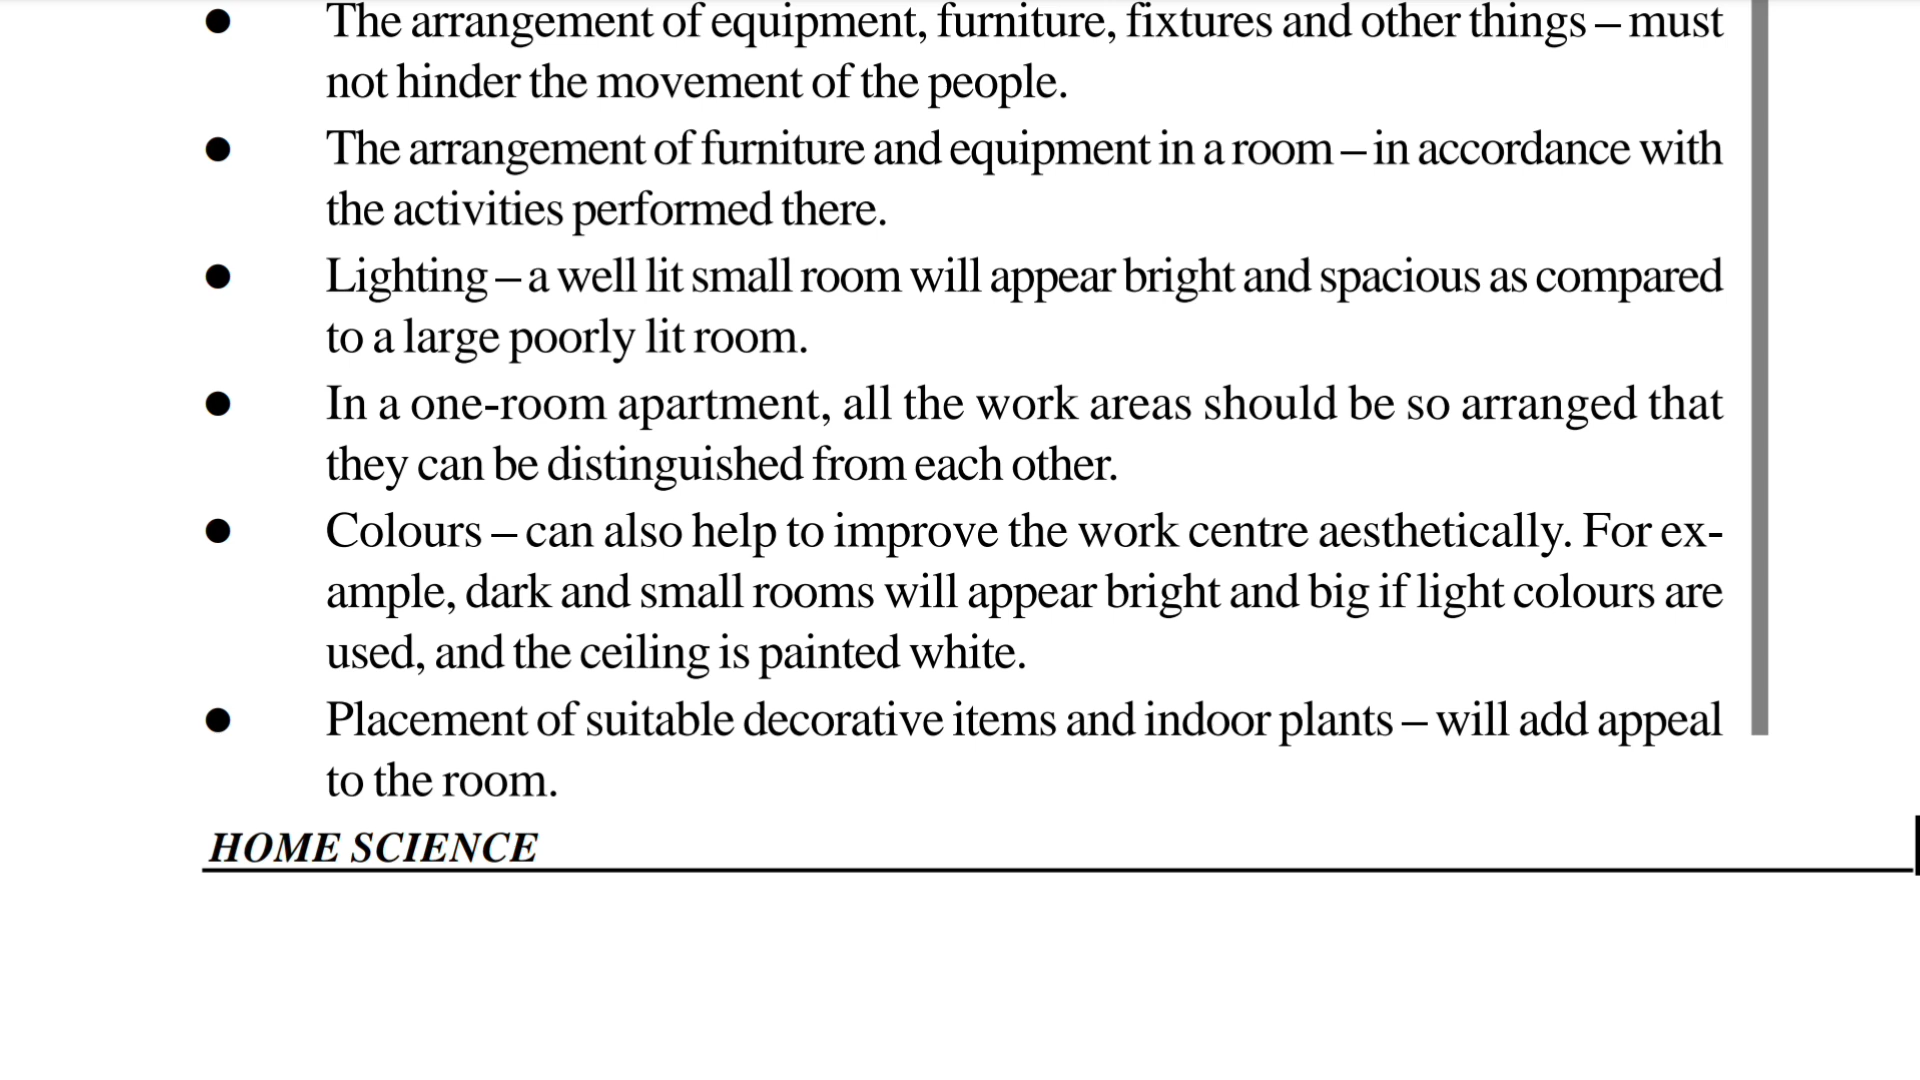 ● The arrangement of equipment, furniture, fixtures and other things – must
not hinder the movement of the people.
● The arrangement of furniture and equipment in a room – in accordance with
the activities performed there.
● Lighting – a well lit small room will appear bright and spacious as compared
to a large poorly lit room.
● In a one-room apartment, all the work areas should be so arranged that
they can be distinguished from each other.
● Colours – can also help to improve the work centre aesthetically. For ex-
ample, dark and small rooms will appear bright and big if light colours are
used, and the ceiling is painted white.
● Placement of suitable decorative items and indoor plants – will add appeal
to the room.
HOME SCIENCE